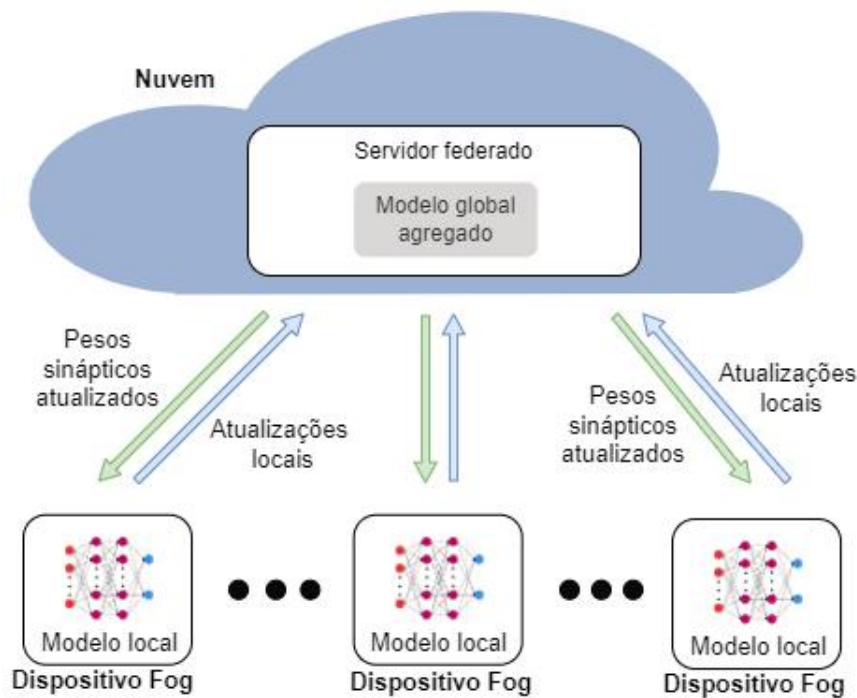 Nuvem
Servidor federado
Modelo global
agregado
Pesos
sinápticos
atualizados
Atualizações
locais
Pesos
sinápticos
atualizados
Atualizações
locais
Modelo local
Dispositivo Fog
Modelo local
Dispositivo Fog
Modelo local
Dispositivo Fog